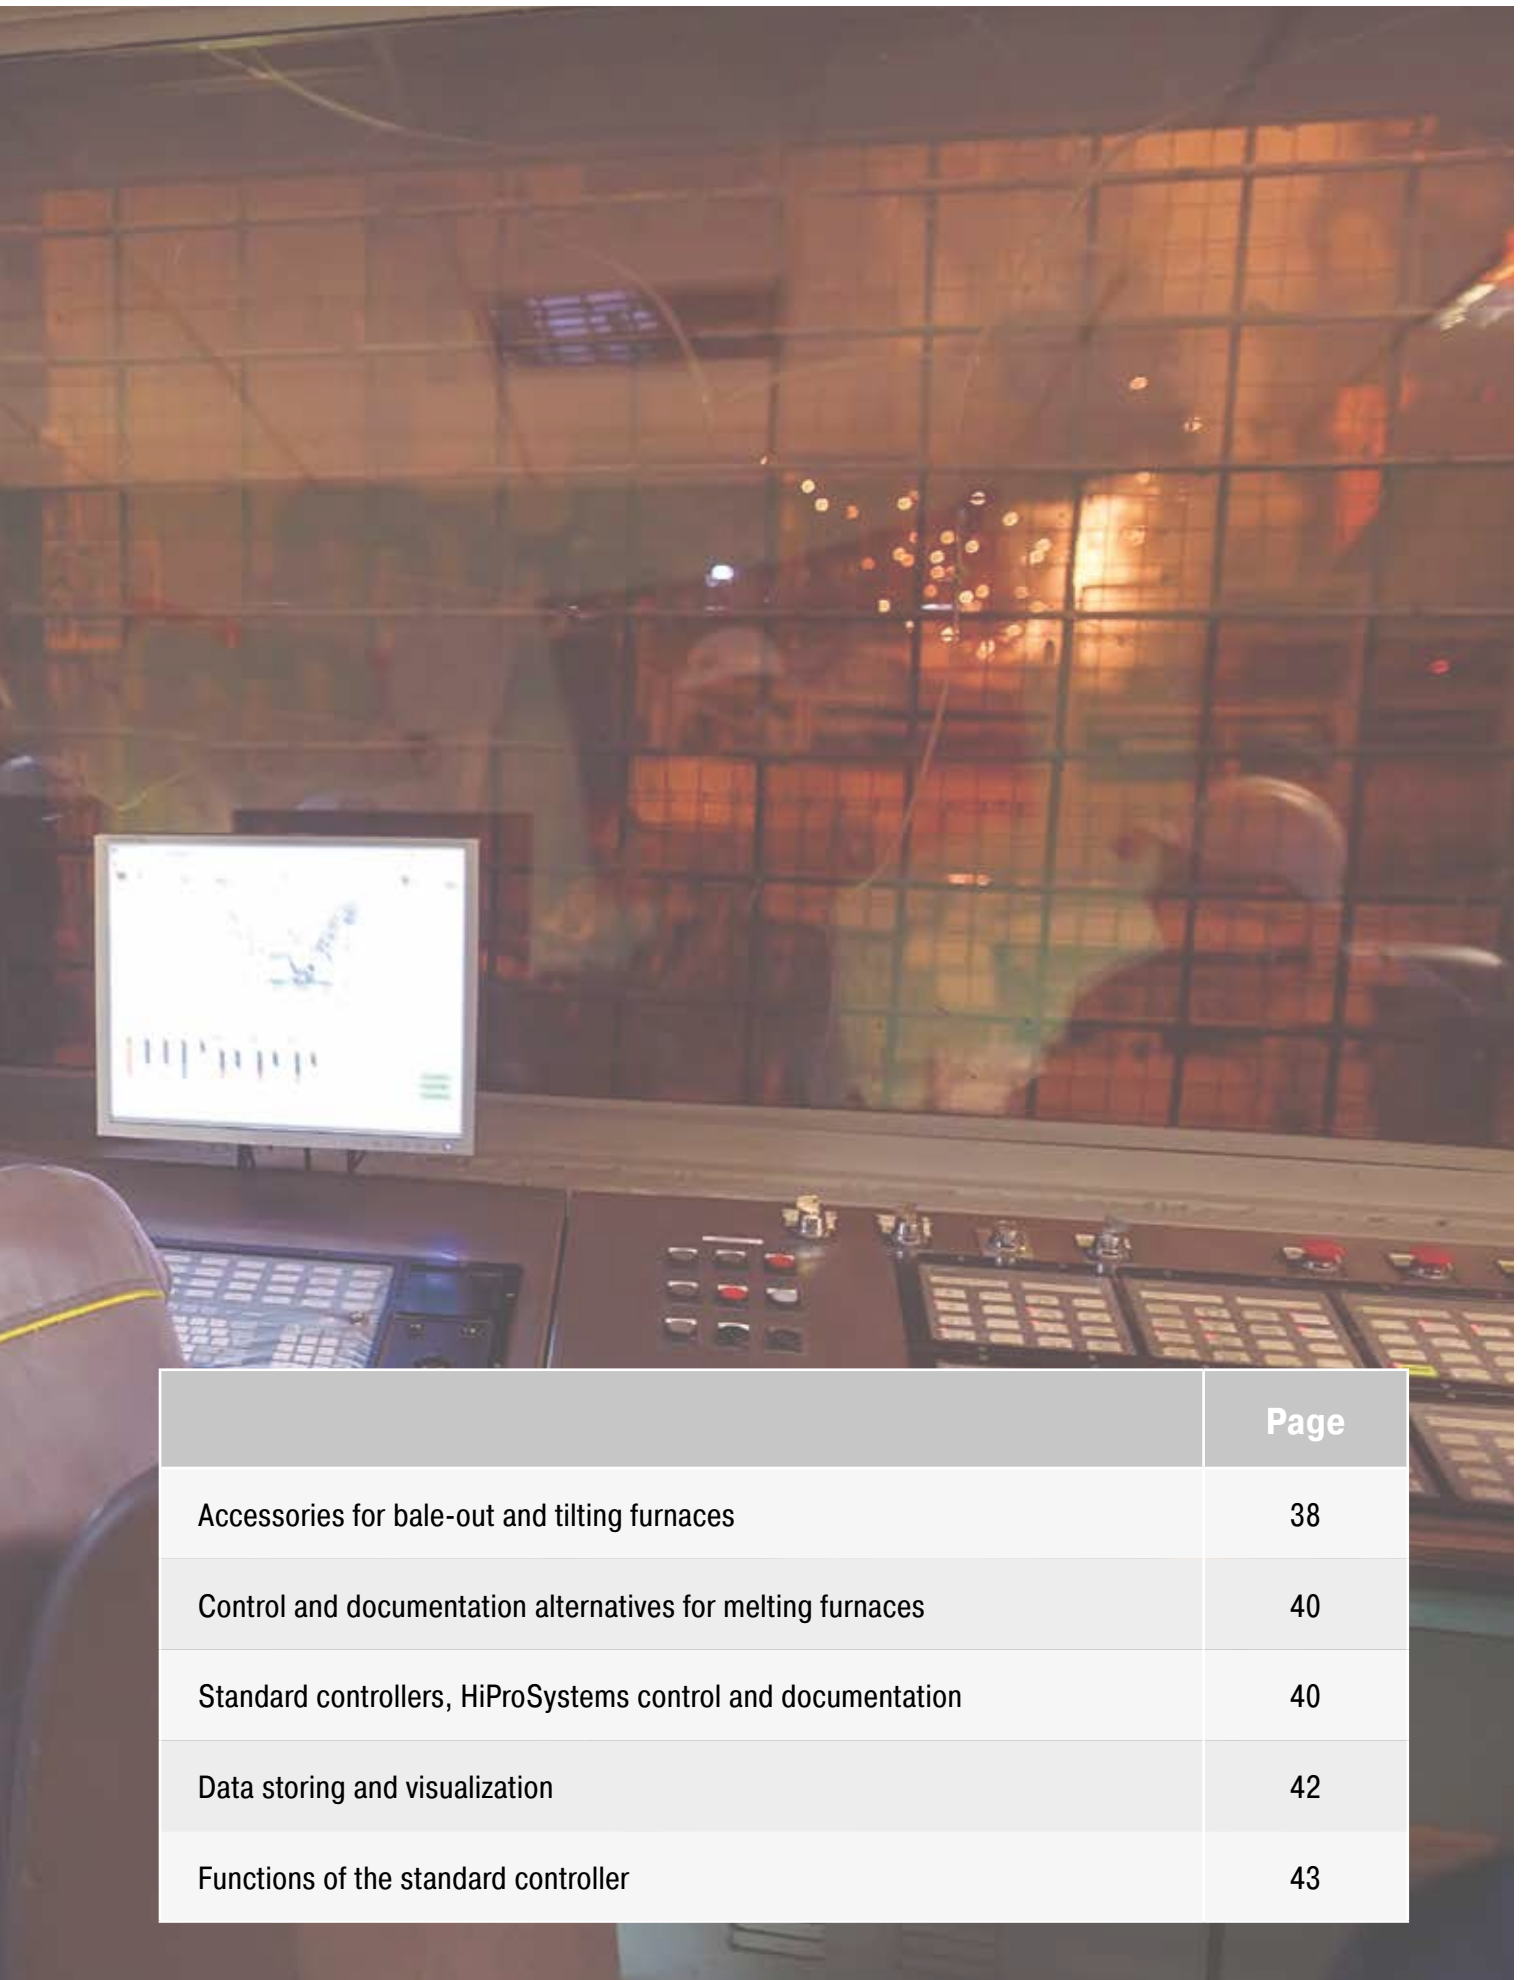 Page
Accessories for bale-out and tilting furnaces 38
Control and documentation alternatives for melting furnaces 40
Standard controllers, HiProSystems control and documentation 40
Data storing and visualization 42
Functions of the standard controller 43